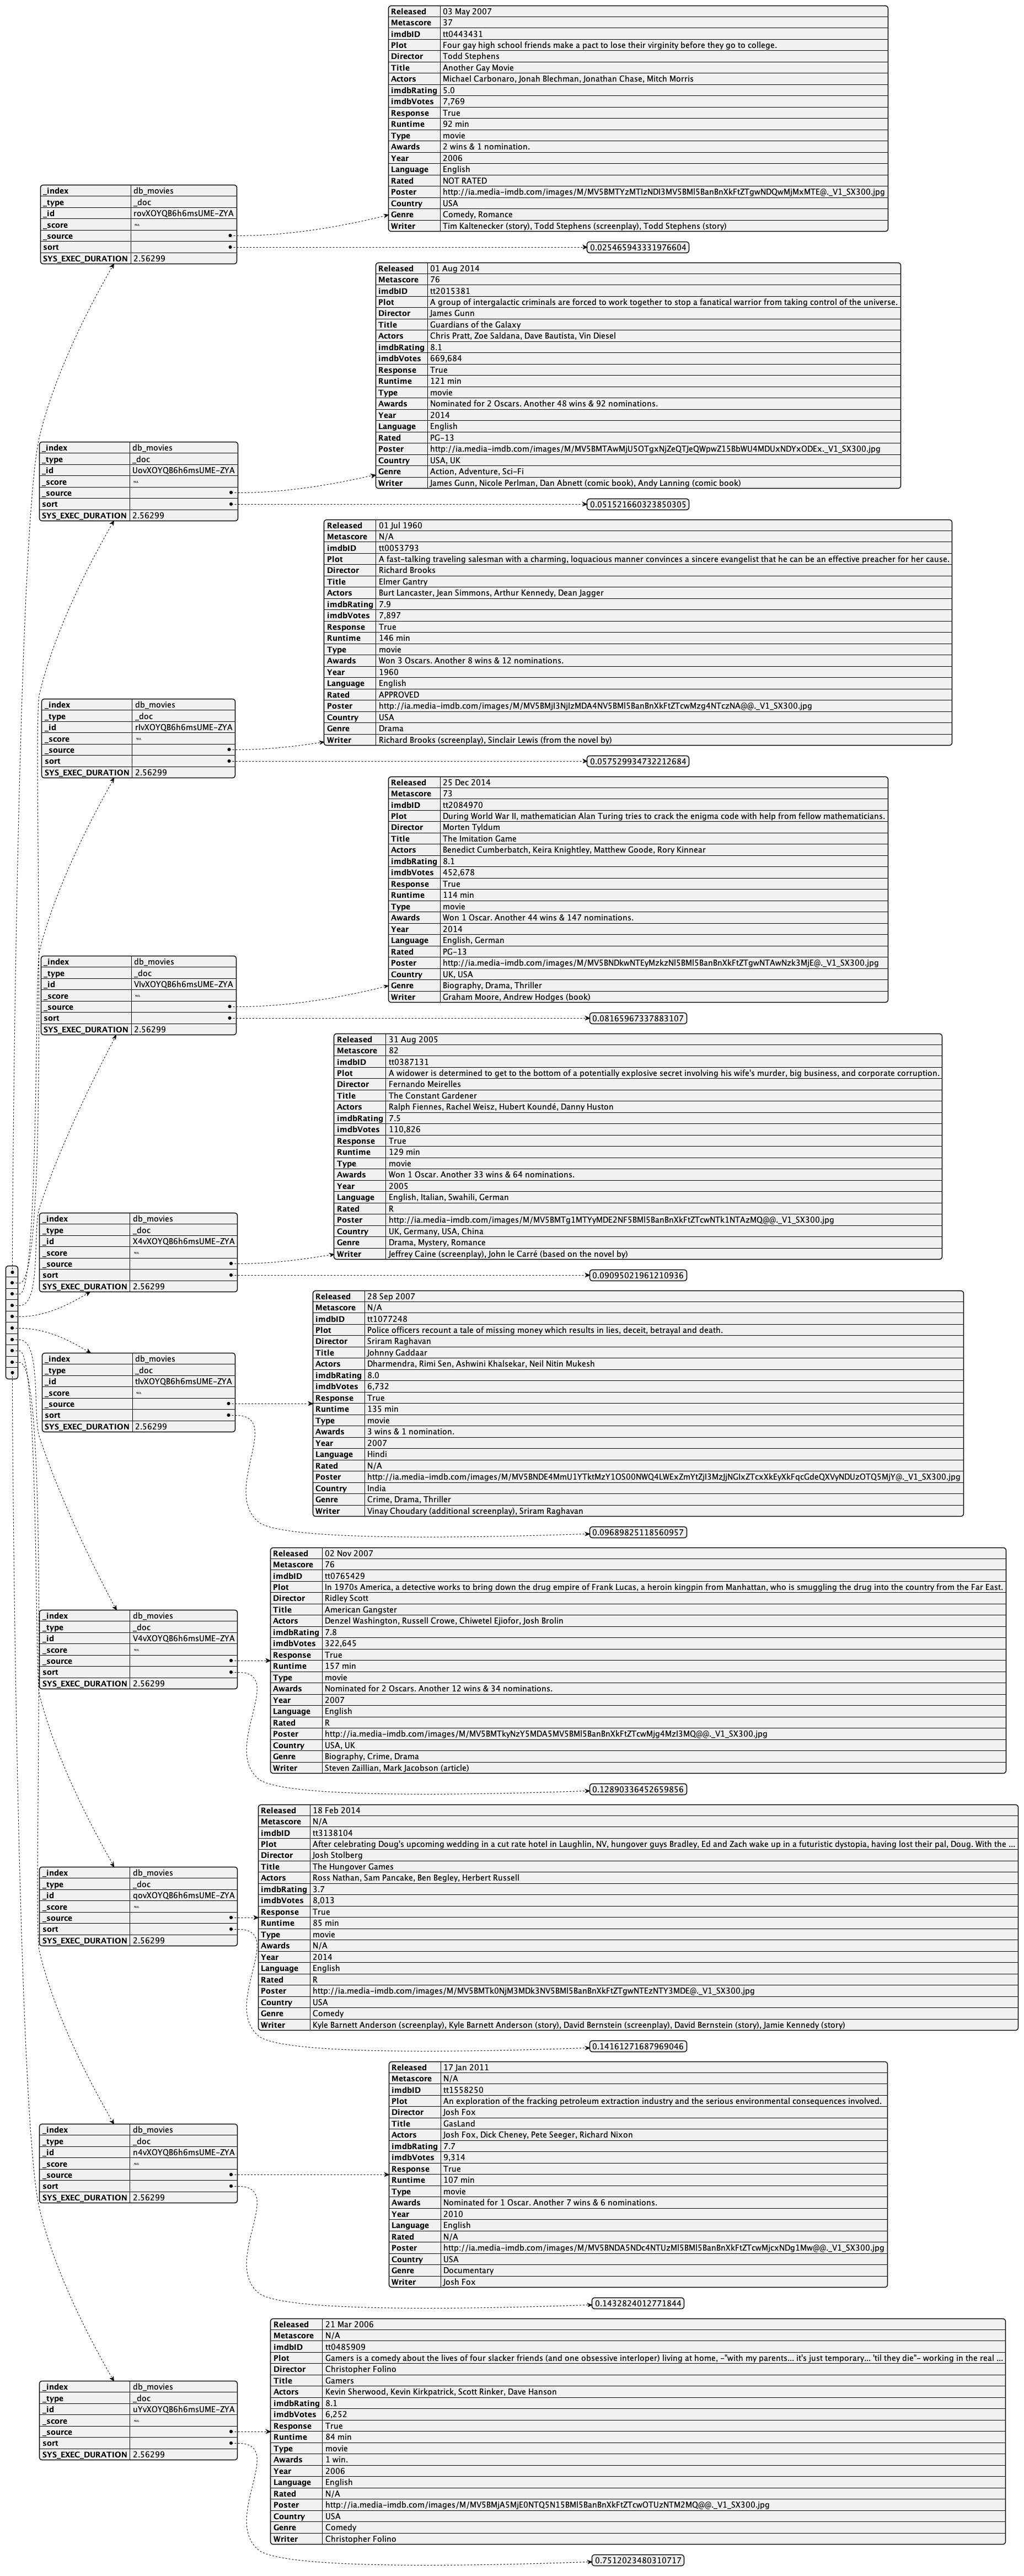 Released 03 May 2007
Metascore 37
imdbID tt0443431
Plot Four gay high school friends make a pact to lose their virginity before they go to college.
Director Todd Stephens
Title Another Gay Movie
Actors Michael Carbonaro, Jonah Blechman, Jonathan Chase, Mitch Morris
imdbRating 5.0
imdbVotes 7,769
Response True
Runtime 92 min
Type movie
Awards 2 wins & 1 nomination.
Year 2006
Language English
Rated NOT RATED
Poster http://ia.media-imdb.com/images/M/MV5BMTYzMTIzNDI3MV5BMl5BanBnXkFtZTgwNDQwMjMxMTE@._V1_SX300.jpg
Country USA
Genre Comedy, Romance
Writer Tim Kaltenecker (story), Todd Stephens (screenplay), Todd Stephens (story)
_index db_movies
_type _doc
_id rovXOYQB6h6msUME-ZYA
_score
_source
sort
SYS_EXEC_DURATION 2.56299
0.025465943331976604
Released 01 Aug 2014
Metascore 76
imdbID tt2015381
Plot A group of intergalactic criminals are forced to work together to stop a fanatical warrior from taking control of the universe.
Director James Gunn
Title Guardians of the Galaxy
Actors Chris Pratt, Zoe Saldana, Dave Bautista, Vin Diesel
imdbRating 8.1
imdbVotes 669,684
Response True
Runtime 121 min
Type movie
Awards Nominated for 2 Oscars. Another 48 wins & 92 nominations.
Year 2014
Language English
Rated PG-13
Poster http://ia.media-imdb.com/images/M/MV5BMTAwMjU5OTgxNjZeQTJeQWpwZ15BbWU4MDUxNDYxODEx._V1_SX300.jpg
Country USA, UK
Genre Action, Adventure, Sci-Fi
Writer James Gunn, Nicole Perlman, Dan Abnett (comic book), Andy Lanning (comic book)
_index db_movies
_type _doc
_id UovXOYQB6h6msUME-ZYA
_score
_source
sort
SYS_EXEC_DURATION 2.56299
0.051521660323850305
Released 01 Jul 1960
Metascore N/A
imdbID tt0053793
Plot A fast-talking traveling salesman with a charming, loquacious manner convinces a sincere evangelist that he can be an effective preacher for her cause.
Director Richard Brooks
Title Elmer Gantry
Actors Burt Lancaster, Jean Simmons, Arthur Kennedy, Dean Jagger
imdbRating 7.9
imdbVotes 7,897
Response True
Runtime 146 min
Type movie
Awards Won 3 Oscars. Another 8 wins & 12 nominations.
Year 1960
Language English
Rated APPROVED
Poster http://ia.media-imdb.com/images/M/MV5BMjI3NjIzMDA4NV5BMl5BanBnXkFtZTcwMzg4NTczNA@@._V1_SX300.jpg
Country USA
Genre Drama
Writer Richard Brooks (screenplay), Sinclair Lewis (from the novel by)
_index db_movies
_type _doc
_id rIvXOYQB6h6msUME-ZYA
_score
_source
sort
SYS_EXEC_DURATION 2.56299
0.057529934732212684
Released 25 Dec 2014
Metascore 73
imdbID tt2084970
Plot During World War II, mathematician Alan Turing tries to crack the enigma code with help from fellow mathematicians.
Director Morten Tyldum
Title The Imitation Game
Actors Benedict Cumberbatch, Keira Knightley, Matthew Goode, Rory Kinnear
imdbRating 8.1
imdbVotes 452,678
Response True
Runtime 114 min
Type movie
Awards Won 1 Oscar. Another 44 wins & 147 nominations.
Year 2014
Language English, German
Rated PG-13
Poster http://ia.media-imdb.com/images/M/MV5BNDkwNTEyMzkzNl5BMl5BanBnXkFtZTgwNTAwNzk3MjE@._V1_SX300.jpg
Country UK, USA
Genre Biography, Drama, Thriller
Writer Graham Moore, Andrew Hodges (book)
_index db_movies
_type _doc
_id VIvXOYQB6h6msUME-ZYA
_score
_source
sort
SYS_EXEC_DURATION 2.56299
0.08165967337883107
Released 31 Aug 2005
Metascore 82
imdbID tt0387131
Plot A widower is determined to get to the bottom of a potentially explosive secret involving his wife's murder, big business, and corporate corruption.
Director Fernando Meirelles
Title The Constant Gardener
Actors Ralph Fiennes, Rachel Weisz, Hubert Koundé, Danny Huston
imdbRating 7.5
imdbVotes 110,826
Response True
Runtime 129 min
Type movie
Awards Won 1 Oscar. Another 33 wins & 64 nominations.
Year 2005
Language English, Italian, Swahili, German
Rated R
Poster http://ia.media-imdb.com/images/M/MV5BMTg1MTYyMDE2NF5BMl5BanBnXkFtZTcwNTk1NTAzMQ@@._V1_SX300.jpg
Country UK, Germany, USA, China
Genre Drama, Mystery, Romance
Writer Jeffrey Caine (screenplay), John le Carré (based on the novel by)
_index db_movies
_type _doc
_id X4vXOYQB6h6msUME-ZYA
_score
_source
sort
SYS_EXEC_DURATION 2.56299
0.09095021961210936
Released 28 Sep 2007
Metascore N/A
imdbID tt1077248
Plot Police officers recount a tale of missing money which results in lies, deceit, betrayal and death.
Director Sriram Raghavan
Title Johnny Gaddaar
Actors Dharmendra, Rimi Sen, Ashwini Khalsekar, Neil Nitin Mukesh
imdbRating 8.0
imdbVotes 6,732
Response True
Runtime 135 min
Type movie
Awards 3 wins & 1 nomination.
Year 2007
Language Hindi
Rated N/A
Poster http://ia.media-imdb.com/images/M/MV5BNDE4MmU1YTktMzY1OS00NWQ4LWExZmYtZjI3MzJjNGIxZTcxXkEyXkFqcGdeQXVyNDUzOTQ5MjY@._V1_SX300.jpg
Country India
Genre Crime, Drama, Thriller
Writer Vinay Choudary (additional screenplay), Sriram Raghavan
_index db_movies
_type _doc
_id tIvXOYQB6h6msUME-ZYA
_score
_source
sort
SYS_EXEC_DURATION 2.56299
0.09689825118560957
Released 02 Nov 2007
Metascore 76
imdbID tt0765429
Plot In 1970s America, a detective works to bring down the drug empire of Frank Lucas, a heroin kingpin from Manhattan, who is smuggling the drug into the country from the Far East.
Director Ridley Scott
Title American Gangster
Actors Denzel Washington, Russell Crowe, Chiwetel Ejiofor, Josh Brolin
imdbRating 7.8
imdbVotes 322,645
Response True
Runtime 157 min
Type movie
Awards Nominated for 2 Oscars. Another 12 wins & 34 nominations.
Year 2007
Language English
Rated R
Poster http://ia.media-imdb.com/images/M/MV5BMTkyNzY5MDA5MV5BMl5BanBnXkFtZTcwMjg4MzI3MQ@@._V1_SX300.jpg
Country USA, UK
Genre Biography, Crime, Drama
Writer Steven Zaillian, Mark Jacobson (article)
_index db_movies
_type _doc
_id V4vXOYQB6h6msUME-ZYA
_score
_source
sort
SYS_EXEC_DURATION 2.56299
0.12890336452659856
Released 18 Feb 2014
Metascore N/A
imdbID tt3138104
Plot After celebrating Doug's upcoming wedding in a cut rate hotel in Laughlin, NV, hungover guys Bradley, Ed and Zach wake up in a futuristic dystopia, having lost their pal, Doug. With the ...
Director Josh Stolberg
Title The Hungover Games
Actors Ross Nathan, Sam Pancake, Ben Begley, Herbert Russell
imdbRating 3.7
imdbVotes 8,013
Response True
Runtime 85 min
Type movie
Awards N/A
Year 2014
Language English
Rated R
Poster http://ia.media-imdb.com/images/M/MV5BMTk0NjM3MDk3NV5BMl5BanBnXkFtZTgwNTEzNTY3MDE@._V1_SX300.jpg
Country USA
Genre Comedy
Writer Kyle Barnett Anderson (screenplay), Kyle Barnett Anderson (story), David Bernstein (screenplay), David Bernstein (story), Jamie Kennedy (story)
_index db_movies
_type _doc
_id qovXOYQB6h6msUME-ZYA
_score
_source
sort
SYS_EXEC_DURATION 2.56299
0.14161271687969046
Released 17 Jan 2011
Metascore N/A
imdbID tt1558250
Plot An exploration of the fracking petroleum extraction industry and the serious environmental consequences involved.
Director Josh Fox
Title GasLand
Actors Josh Fox, Dick Cheney, Pete Seeger, Richard Nixon
imdbRating 7.7
imdbVotes 9,314
Response True
Runtime 107 min
Type movie
Awards Nominated for 1 Oscar. Another 7 wins & 6 nominations.
Year 2010
Language English
Rated N/A
Poster http://ia.media-imdb.com/images/M/MV5BNDA5NDc4NTUzMl5BMl5BanBnXkFtZTcwMjcxNDg1Mw@@._V1_SX300.jpg
Country USA
Genre Documentary
Writer Josh Fox
_index db_movies
_type _doc
_id n4vXOYQB6h6msUME-ZYA
_score
_source
sort
SYS_EXEC_DURATION 2.56299
0.1432824012771844
Released 21 Mar 2006
Metascore N/A
imdbID tt0485909
Plot Gamers is a comedy about the lives of four slacker friends (and one obsessive interloper) living at home, -"with my parents... it's just temporary... 'til they die"- working in the real ...
Director Christopher Folino
Title Gamers
Actors Kevin Sherwood, Kevin Kirkpatrick, Scott Rinker, Dave Hanson
imdbRating 8.1
imdbVotes 6,252
Response True
Runtime 84 min
Type movie
Awards 1 win.
Year 2006
Language English
Rated N/A
Poster http://ia.media-imdb.com/images/M/MV5BMjA5MjE0NTQ5N15BMl5BanBnXkFtZTcwOTUzNTM2MQ@@._V1_SX300.jpg
Country USA
Genre Comedy
Writer Christopher Folino
_index db_movies
_type _doc
_id uYvXOYQB6h6msUME-ZYA
_score
_source
sort
SYS_EXEC_DURATION 2.56299
0.7512023480310717